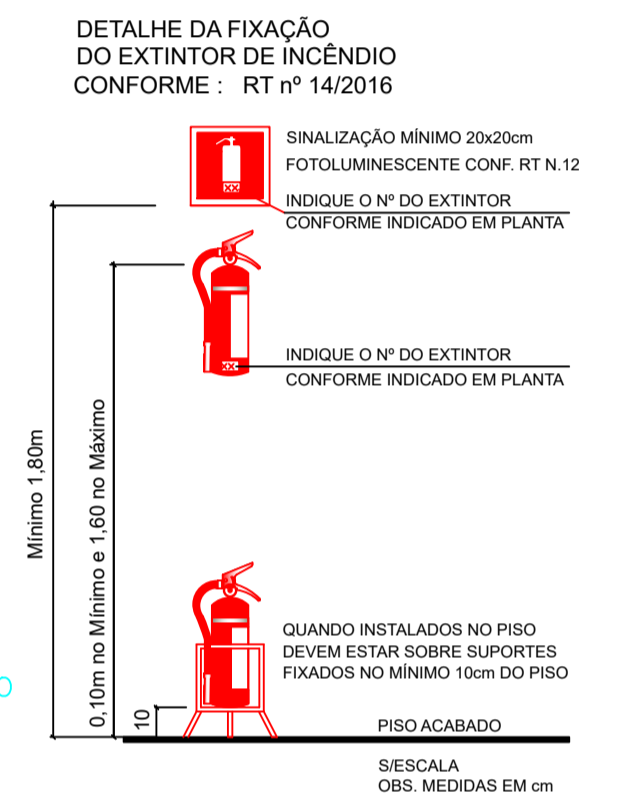 DETALHE DA FIXAÇÃO
DO EXTINTOR DE INCÊNDIO
CONFORME : RT nº 14/2016
SINALIZAÇÃO MÍNIMO 20x20cm
FOTOLUMINESCENTE CONF. RT N.12
XX
INDIQUE O Nº DO EXTINTOR
CONFORME INDICADO EM PLANTA
INDIQUE O Nº DO EXTINTOR
XX
CONFORME INDICADO EM PLANTA
Mínimo 1,80m
0,10m no Mínimo e 1,60 no Máximo
QUANDO INSTALADOS NO PISO
DEVEM ESTAR SOBRE SUPORTES
FIXADOS NO MÍNIMO 10cm DO PISO
10
PISO ACABADO
S/ESCALA
OBS. MEDIDAS EM cm